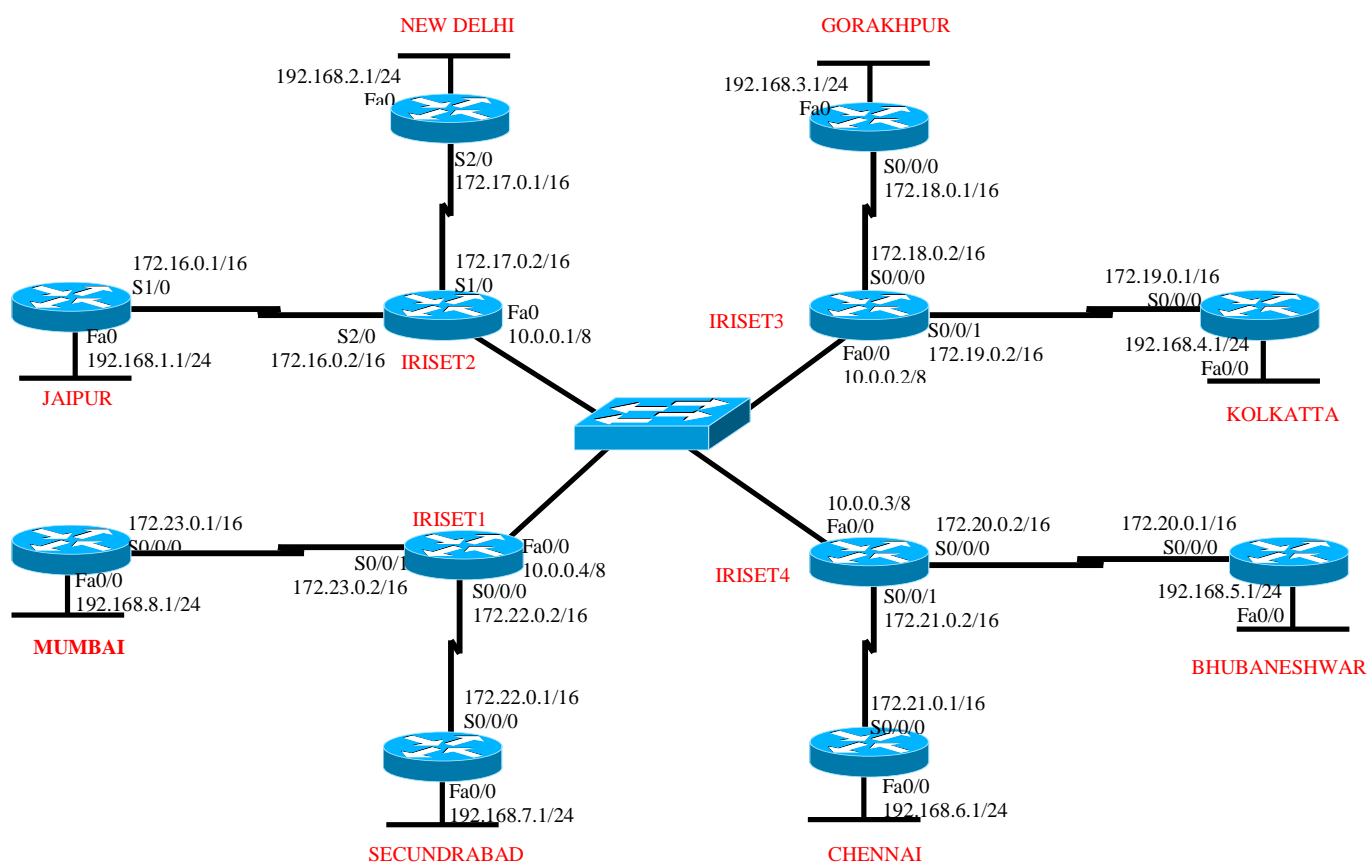 NEW DELHI
192.168.2.1/24
Fa0
S2/0
172.17.0.1/16
GORAKHPUR
192.168.3.1/24
Fa0
S0/0/0
172.18.0.1/16
172.16.0.1/16
S1/0
Fa0
192.168.1.1/24
JAIPUR
172.17.0.2/16
S1/0
Fa0
10.0.0.1/8
S2/0
172.16.0.2/16
IRISET2
172.18.0.2/16
S0/0/0
IRISET3
S0/0/1
172.19.0.2/16
Fa0/0
10.0.0.2/8
172.19.0.1/16
S0/0/0
192.168.4.1/24
Fa0/0
KOLKATTA
172.23.0.1/16
S0/0/0
Fa0/0
192.168.8.1/24
MUMBAI
IRISET1
Fa0/0
10.0.0.4/8
S0/0/1
172.23.0.2/16
S0/0/0
172.22.0.2/16
10.0.0.3/8
Fa0/0
172.20.0.2/16
S0/0/0
IRISET4
S0/0/1
172.21.0.2/16
172.20.0.1/16
S0/0/0
192.168.5.1/24
Fa0/0
BHUBANESHWAR
172.22.0.1/16
S0/0/0
Fa0/0
192.168.7.1/24
SECUNDRABAD
172.21.0.1/16
S0/0/0
Fa0/0
192.168.6.1/24
CHENNAI